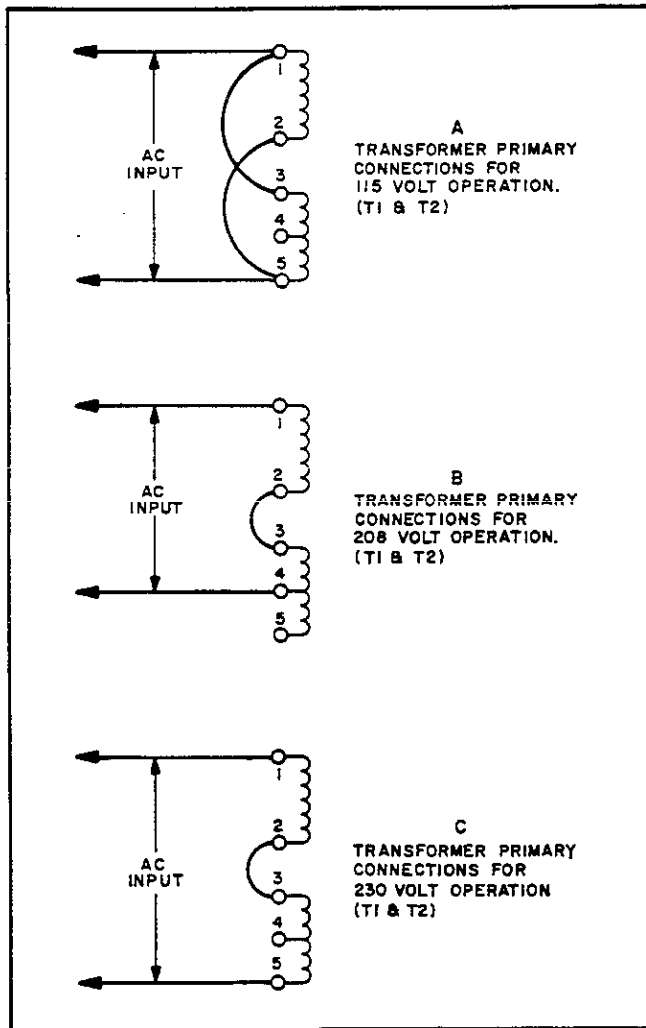 1
2
3
4
5
AC
INPUT
A
TRANSFORMER PRIMARY
CONNECTIONS FOR
115 VOLT OPERATION.
(T1 & T2)
1
2
3
4
5
AC
INPUT
B
TRANSFORMER PRIMARY
CONNECTIONS FOR
208 VOLT OPERATION.
(T1 & T2)
1
2
3
4
5
AC
INPUT
C
TRANSFORMER PRIMARY
CONNECTIONS FOR
230 VOLT OPERATION
(T1 & T2)